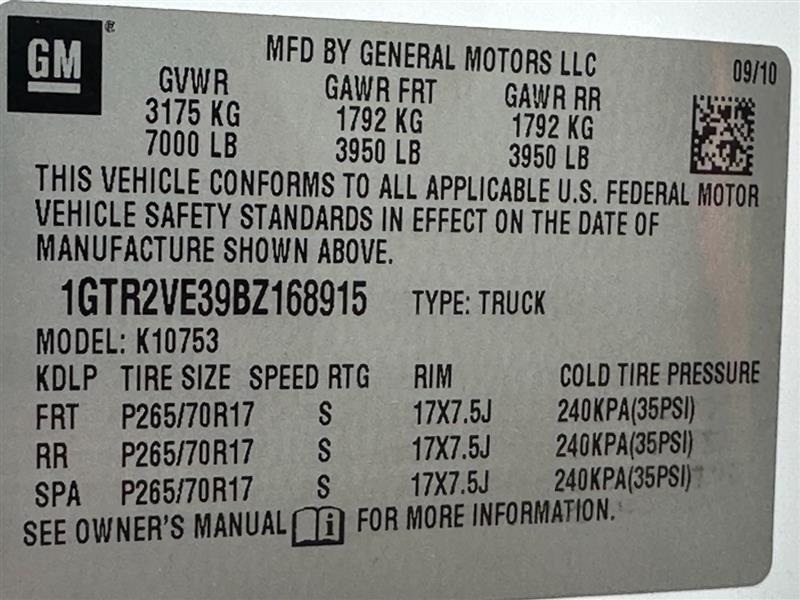 GM®
MFD BY GENERAL MOTORS LLC
09/10
GVWR GAWR FRT GAWR RR
3175 KG 1792 KG 1792 KG
7000 LB 3950 LB 3950 LB
THIS VEHICLE CONFORMS TO ALL APPLICABLE U.S. FEDERAL MOTOR
VEHICLE SAFETY STANDARDS IN EFFECT ON THE DATE OF
MANUFACTURE SHOWN ABOVE.
1GTR2VE39BZ168915 TYPE: TRUCK
MODEL: K10753
KDLP TIRE SIZE SPEED RTG RIM COLD TIRE PRESSURE
FRT P265/70R17 S 17X7.5J 240KPA(35PSI)
RR P265/70R17 S 17X7.5J 240KPA(35PSI)
SPA P265/70R17 S 17X7.5J 240KPA(35PSI)
SEE OWNER'S MANUAL i FOR MORE INFORMATION.